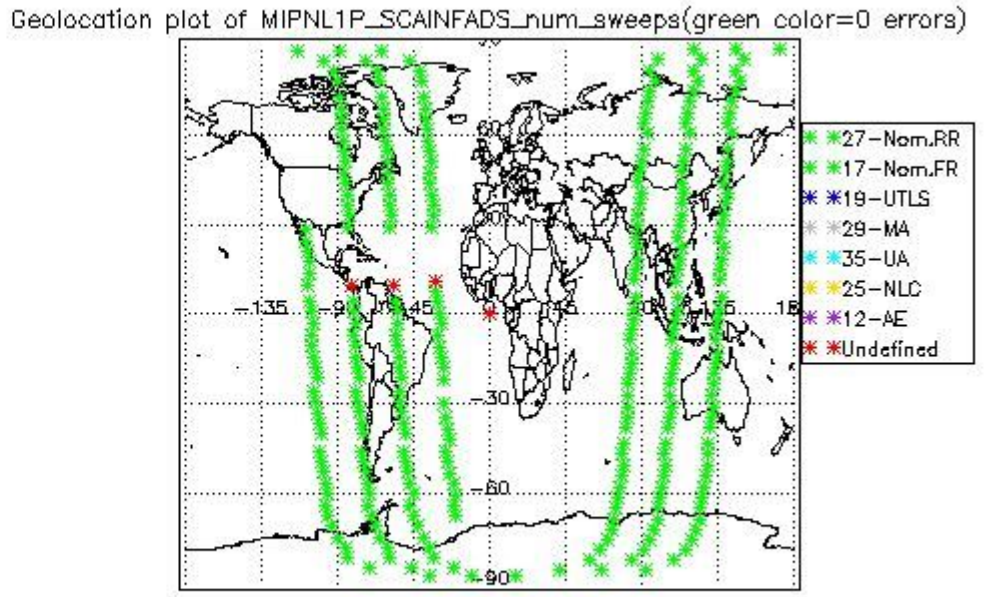 Geolocation plot of MIPNL1P_SCAINFADS_num_sweeps(green color=0 errors)
27-Nom.RR
17-Nom.FR
19-UTLS
29-MA
35-UA
25-NLC
12-AE
Undefined
60
-135
-30
-60
-90